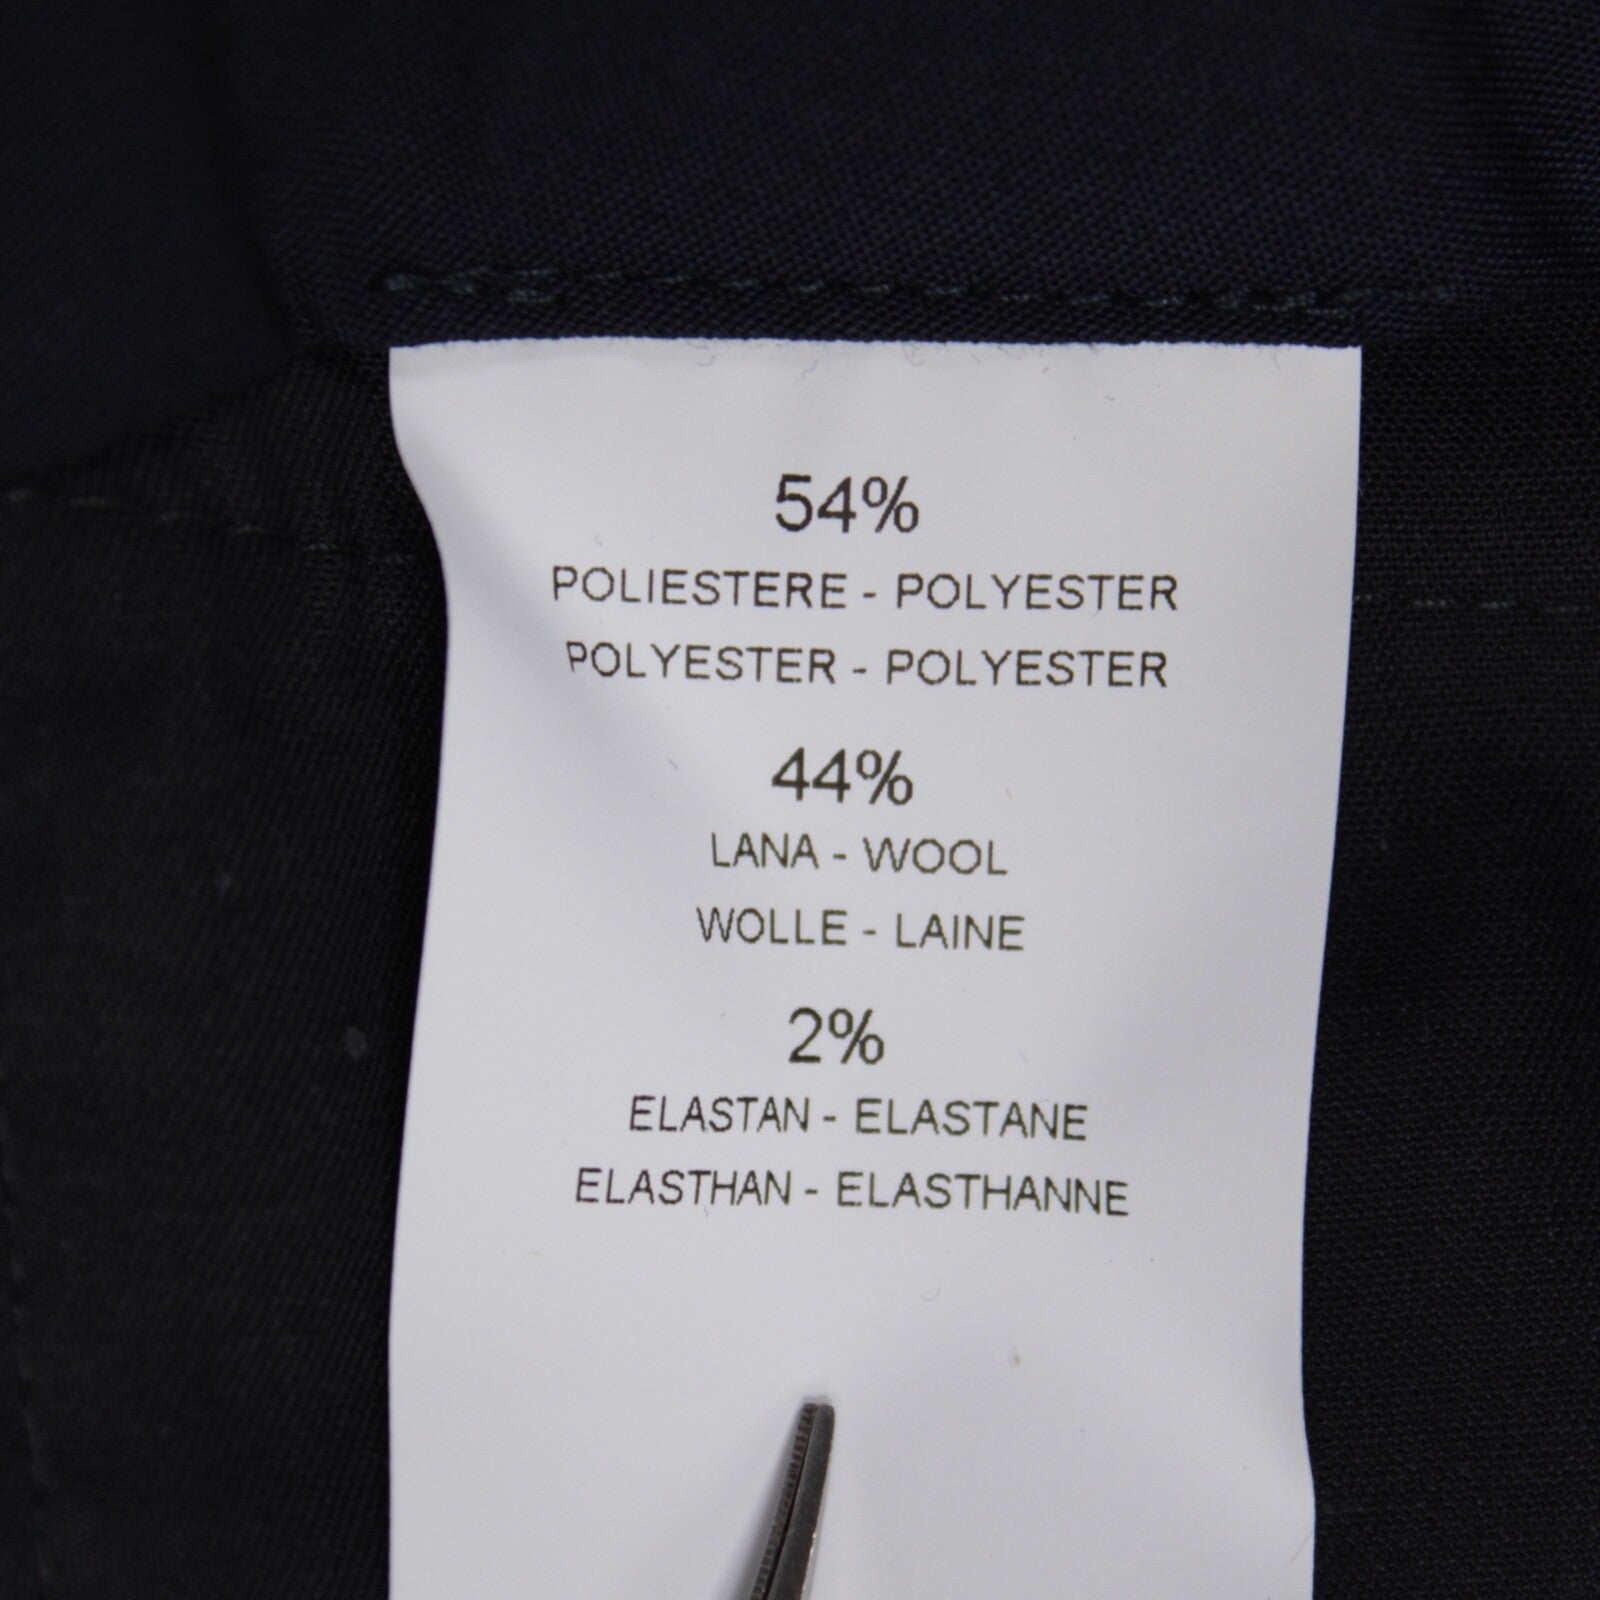 54%
POLIESTERE - POLYESTER
POLYESTER - POLYESTER
44%
LANA - WOOL
WOLLE - LAINE
2%
ELASTAN - ELASTANE
ELASTHAN - ELASTHANNE